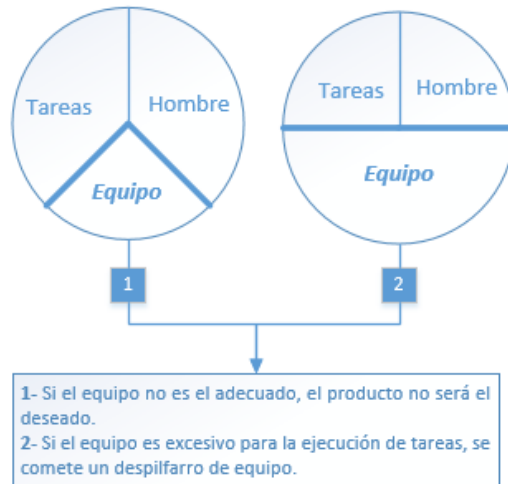 Tareas
Hombre
Equipo
Tareas
Hombre
Equipo
1
2
1- Si el equipo no es el adecuado, el producto no será el
deseado.
2- Si el equipo es excesivo para la ejecución de tareas, se
comete un despilfarro de equipo.